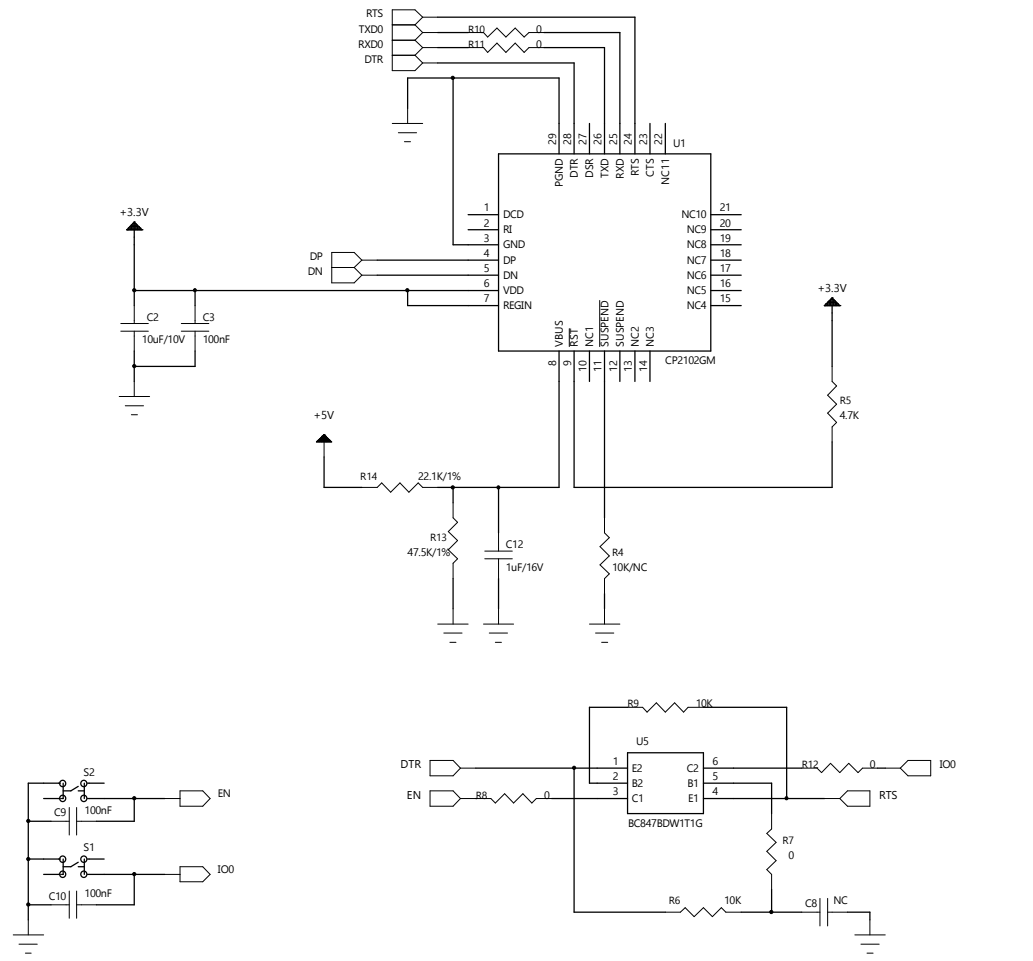 RTS
TXD0 R10 0
RXD0 R11 0
DTR
29 28 27 26 25 24 23 22 U1
PGND DTR DSR TXD RXD RTS CTS NC11
1 DCD NC10 21
2 RI NC9 20
3 GND NC8 19
DP 4 DP NC7 18
DN 5 DN NC6 17
6 VDD NC5 16
7 REGIN NC4 15
+3.3V
C2 C3
10uF/10V 100nF
VBUS RST NC1 SUSPEND SUSPEND NC2 NC3
8 9 10 11 12 13 14 CP2102GM
+3.3V
R5
4.7K
+5V
R14 22.1K/1%
R13
47.5K/1%
C12
1uF/16V
R4
10K/NC
R9 10K
U5
DTR 1 E2 C2 6 R12 0 IO0
2 B2 B1 5
EN R8 0 3 C1 E1 4 RTS
BC847BDW1T1G
R7
0
R6 10K C8 NC
S2
EN
C9 100nF
S1
IO0
C10 100nF